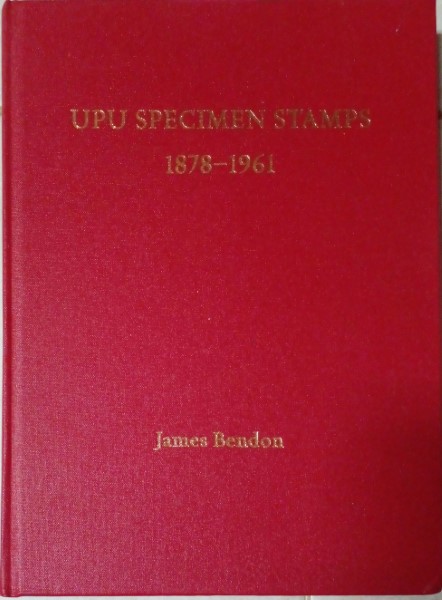 UPU SPECIMEN STAMPS
1878–1961
James Bendon